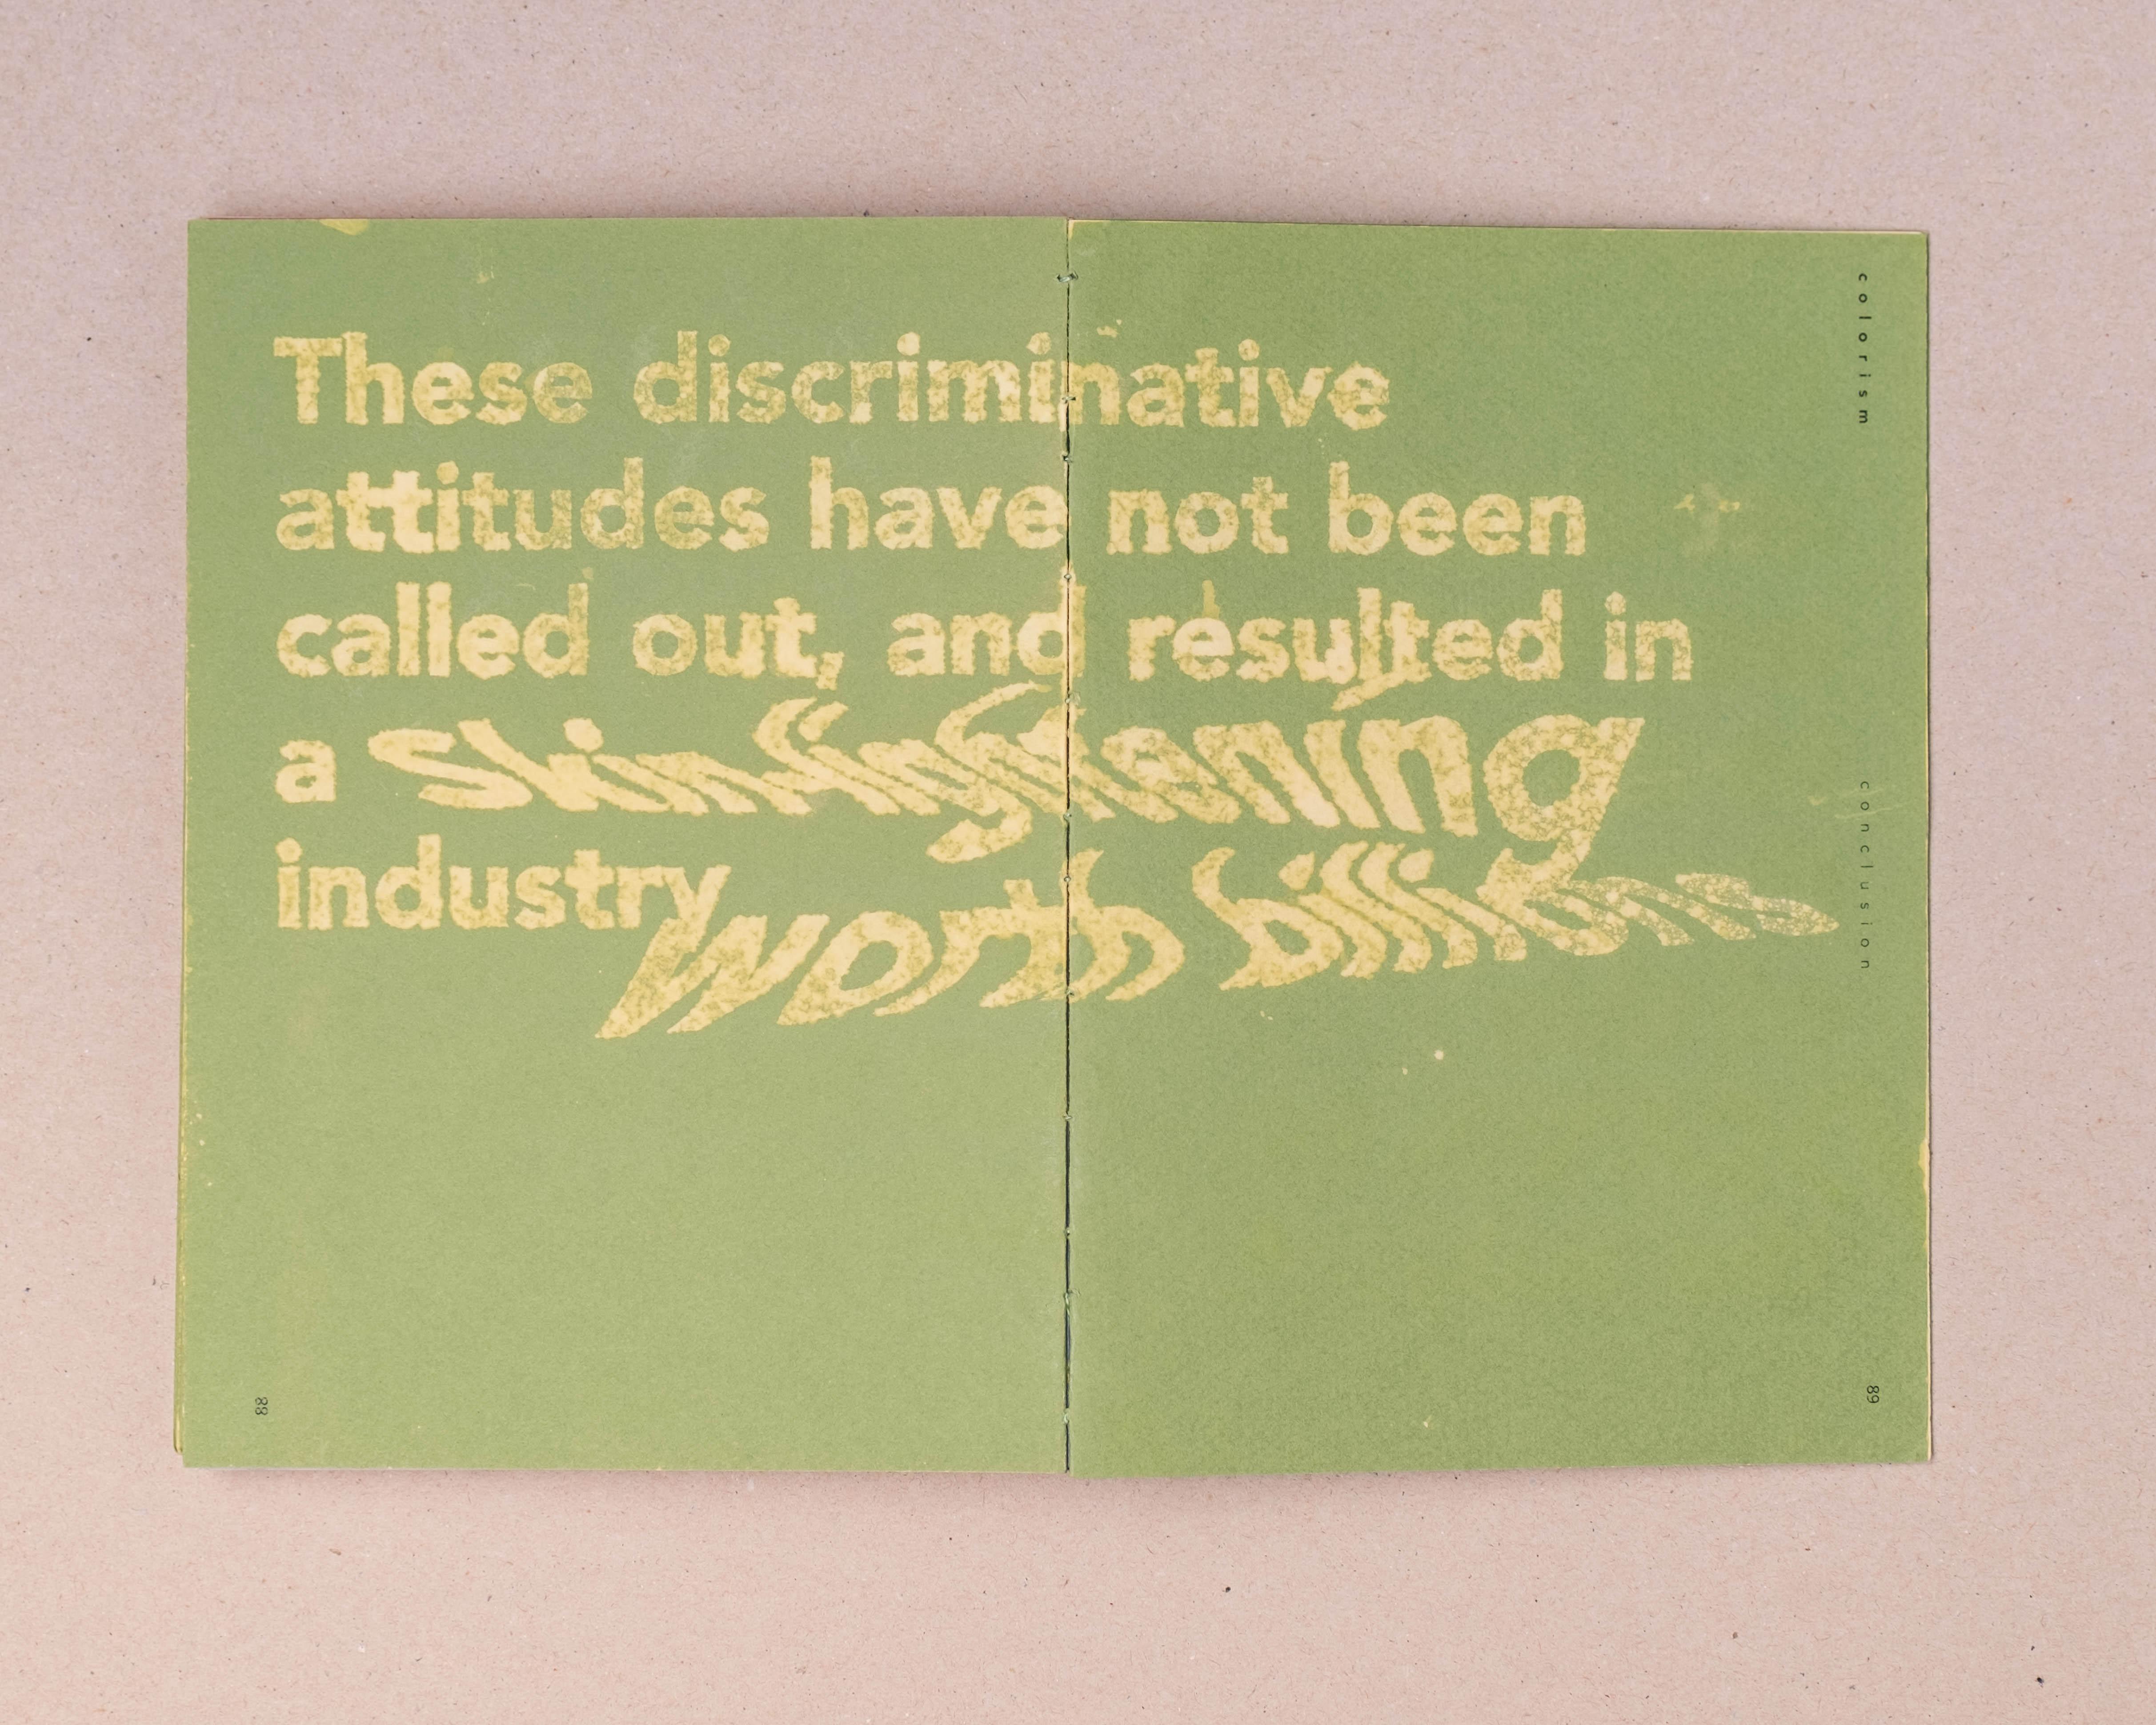 These discriminative
attitudes have not been
called out, and resulted in
a skin lightening
industry worth billions
colorism
conclusion
88
89